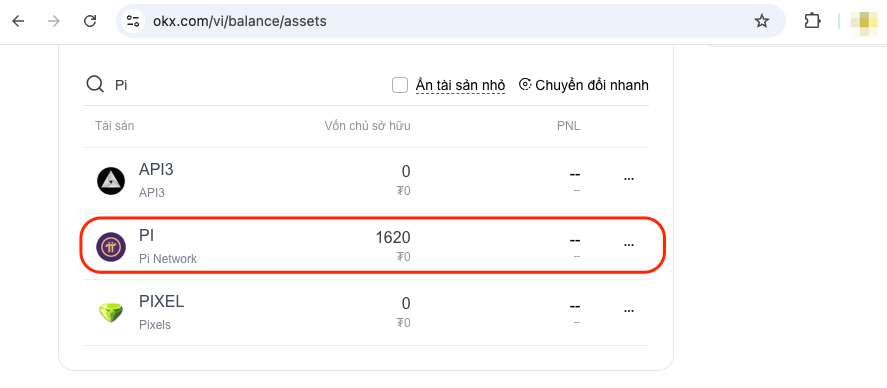 okx.com/vi/balance/assets
Pi
Ẩn tài sản nhỏ
Chuyển đổi nhanh
Tài sản Vốn chủ sở hữu PNL
API3 0 -- ...
API3 ₮0 --
PI 1620 -- ...
Pi Network ₮0 --
PIXEL 0 -- ...
Pixels ₮0 --